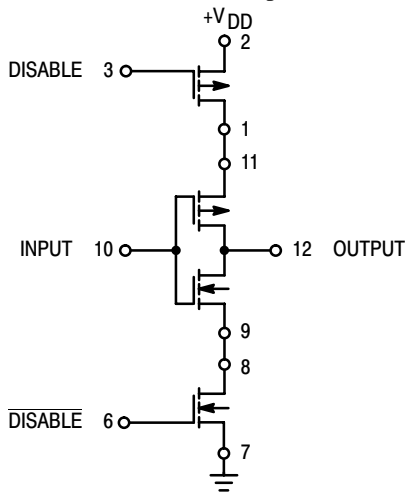 +VDD
2
DISABLE 3
1
11
INPUT 10
12 OUTPUT
9
8
DISABLE 6
7